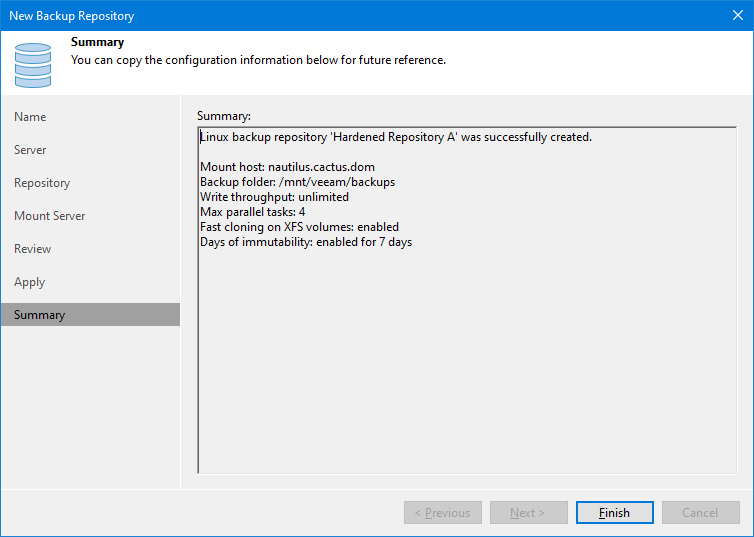 New Backup Repository
Summary
You can copy the configuration information below for future reference.
Name
Server
Repository
Mount Server
Review
Apply
Summary
Summary:
Linux backup repository 'Hardened Repository A' was successfully created.
Mount host: nautilus.cactus.dom
Backup folder: /mnt/veeam/backups
Write throughput: unlimited
Max parallel tasks: 4
Fast cloning on XFS volumes: enabled
Days of immutability: enabled for 7 days
< Previous
Next >
Finish
Cancel